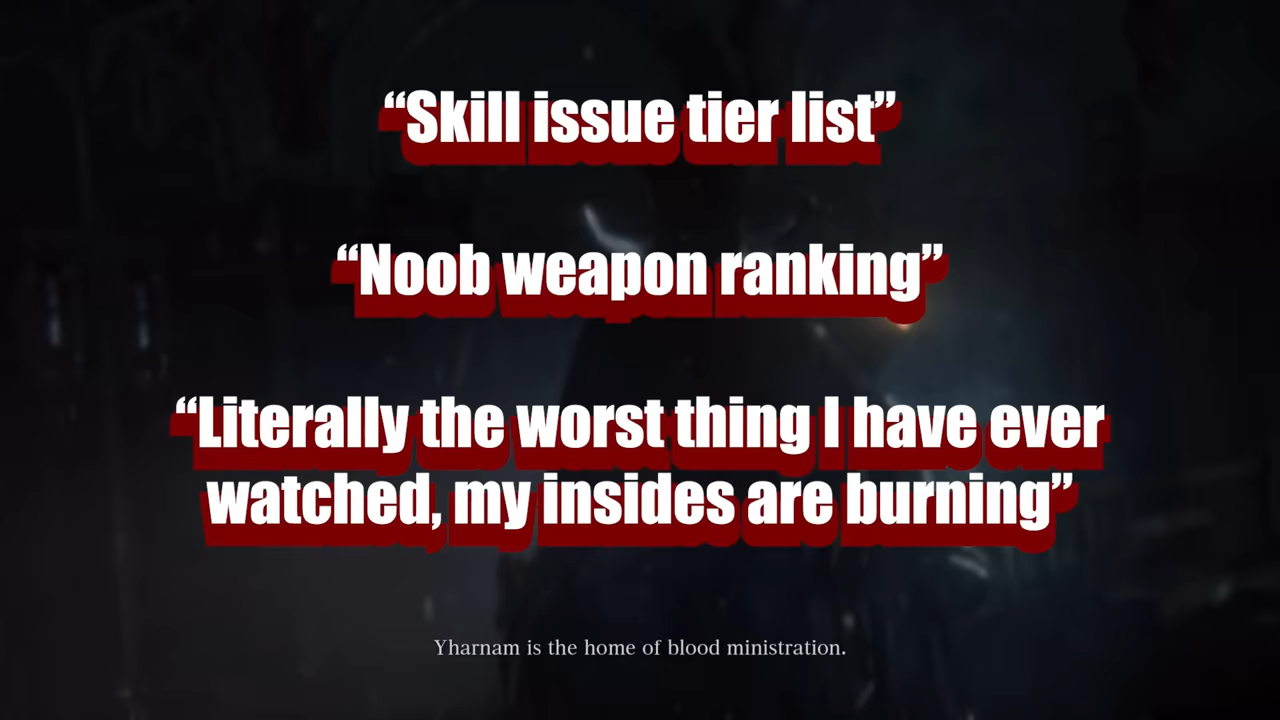 “Skill issue tier list”
“Noob weapon ranking”
“Literally the worst thing I have ever
watched, my insides are burning”
Yharnam is the home of blood ministration.